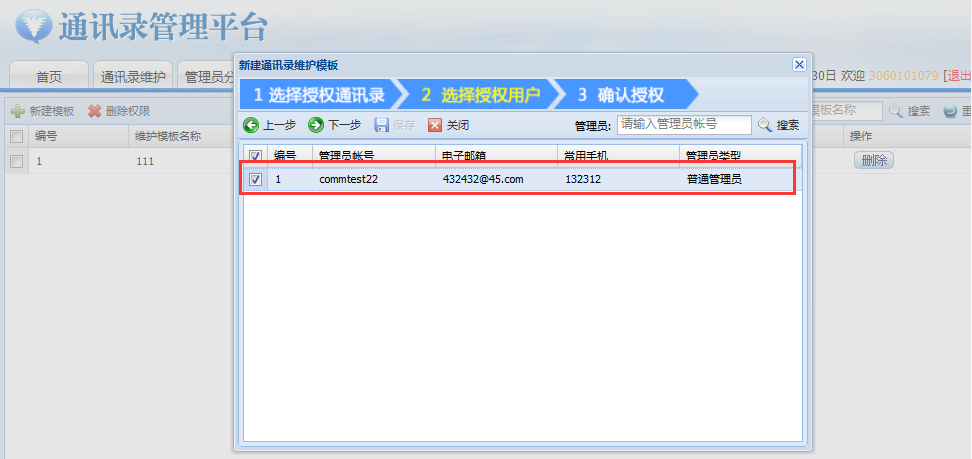 通讯录管理平台
首页
通讯录维护
管理员分
30日 欢迎 3060101079 [退出
新建模板
删除权限
模板名称
搜索
重
编号
维护模板名称
操作
1
111
删除
新建通讯录维护模板
1 选择授权通讯录
2 选择授权用户
3 确认授权
上一步
下一步
保存
关闭
管理员:
请输入管理员帐号
搜索
编号 管理员帐号 电子邮箱 常用手机 管理员类型
1 commtest22 432432@45.com 132312 普通管理员